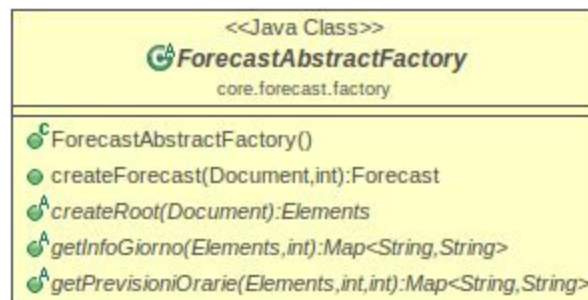 <<Java Class>>
ForecastAbstractFactory
core.forecast.factory
ForecastAbstractFactory()
createForecast(Document,int):Forecast
createRoot(Document):Elements
getInfoGiorno(Elements,int):Map<String,String>
getPrevisioniOrarie(Elements,int,int):Map<String,String>